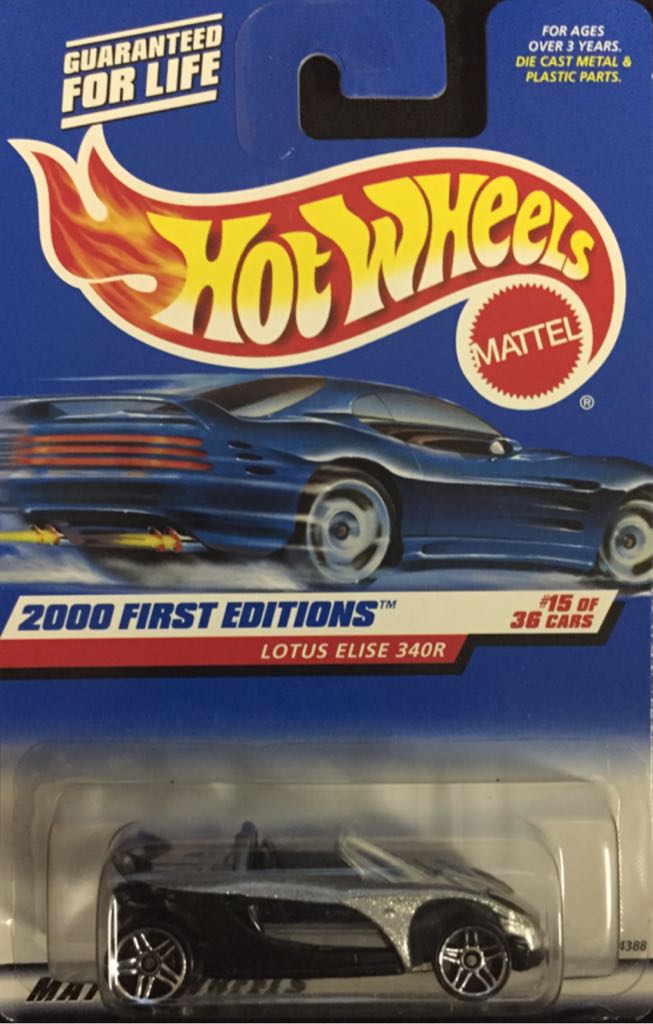 GUARANTEED
FOR LIFE
FOR AGES
OVER 3 YEARS.
DIE CAST METAL &
PLASTIC PARTS.
HOT WHEELS
MATTEL
®
2000 FIRST EDITIONS™
#15 OF
36 CARS
LOTUS ELISE 340R
4388
WHEELS